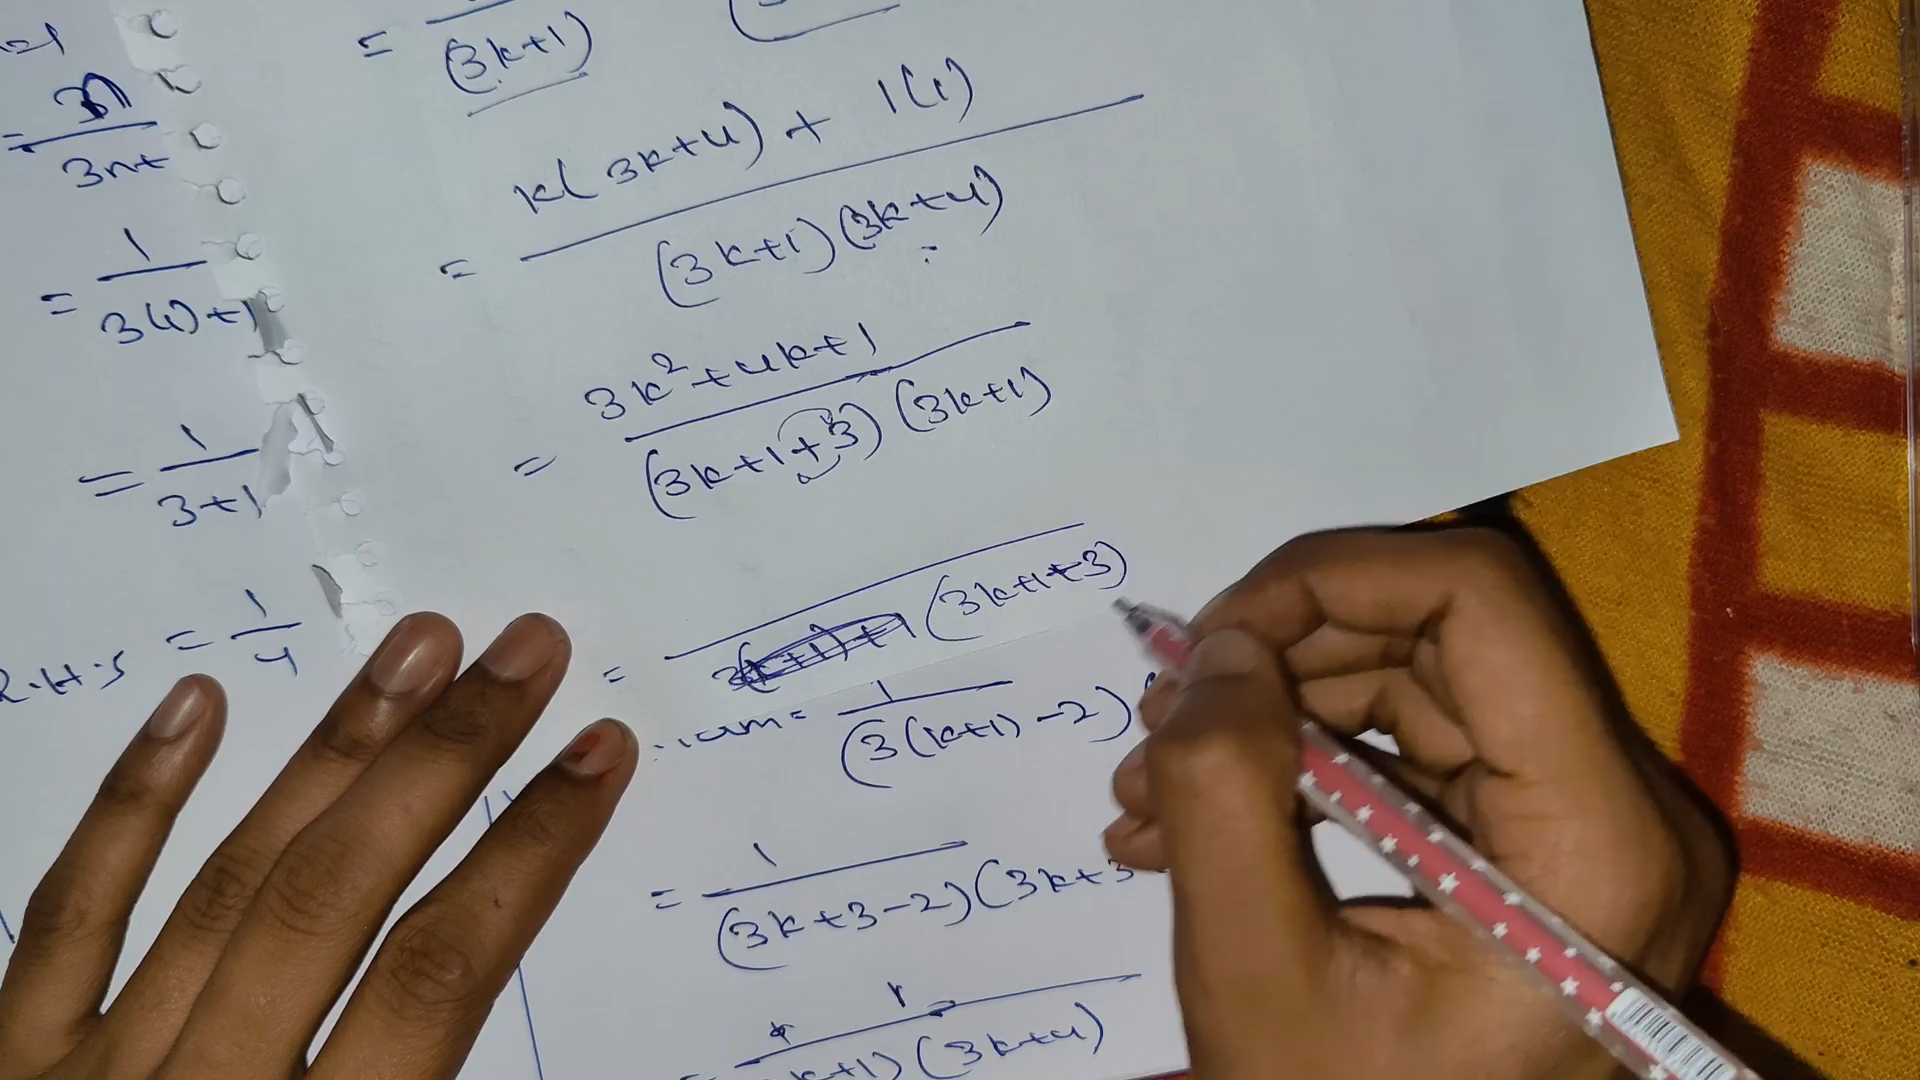 = 1
= n / 3n+
= 1 / 3(1)+1
= 1 / 3+1
R.H.S = 1 / 4
= / (3k+1)
= k(3k+4) + 1(1) / (3k+1)(3k+4)
= 3k² + 4k + 1 / (3k+1+3)(3k+1)
= / (3k+1+3)
= 1 / (3(k+1)-2)
= 1 / (3k+3-2)(3k+3
= 1 / k+1)(3k+4)